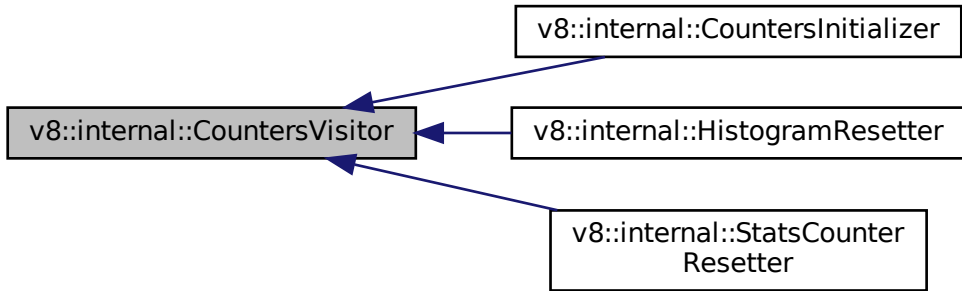 v8::internal::CountersInitializer
v8::internal::CountersVisitor
v8::internal::HistogramResetter
v8::internal::StatsCounter
Resetter